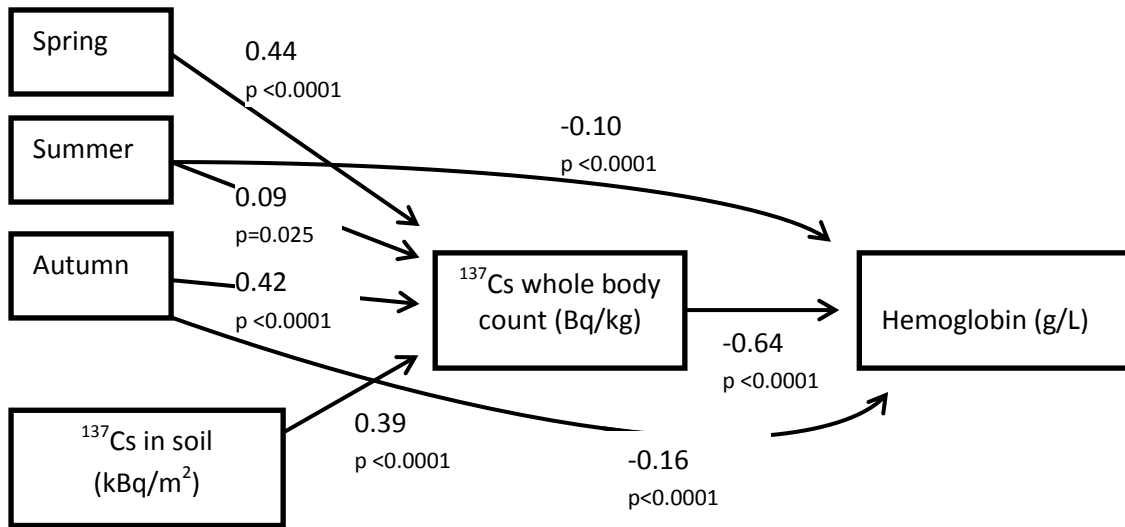 Spring
0.44
p <0.0001
Summer
-0.10
p <0.0001
0.09
p=0.025
Autumn
0.42
p <0.0001
¹³⁷Cs whole body
count (Bq/kg)
Hemoglobin (g/L)
-0.64
p <0.0001
¹³⁷Cs in soil
(kBq/m²)
0.39
p <0.0001
-0.16
p<0.0001